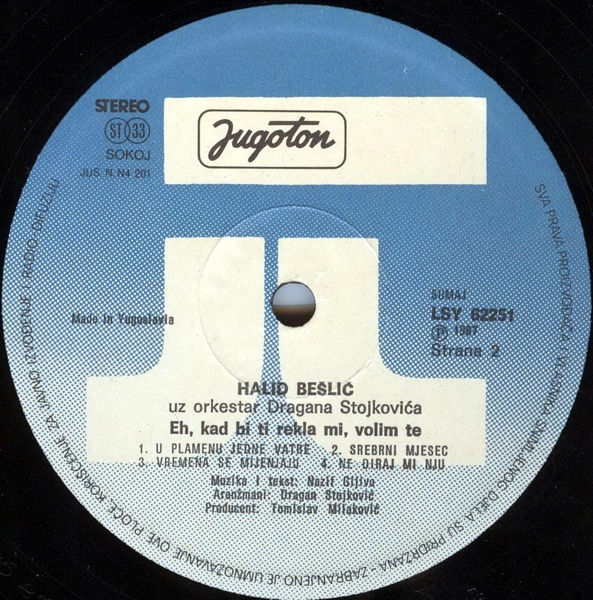 STEREO
ST 33
SOKOJ
JUS. N. N4 201
Jugoton
Made in Yugoslavia
SUMAJ
LSY 62251
Ⓟ 1987
Strana 2
HALID BEŠLIĆ
uz orkestar Dragana Stojkovića
Eh, kad bi ti rekla mi, volim te
1. U PLAMENU JEDNE VATRE 2. SREBRNI MJESEC
3. VREMENA SE MIJENJAJU 4. NE DIRAJ MI NJU
Muzika i tekst: Nazif Gljiva
Aranžmani: Dragan Stojković
Producent: Tomislav Miljaković
SVA PRAVA PROIZVOĐAČA I VLASNIKA SNIMLJENOG DJELA SU PRIDRŽANA - ZABRANJENO JE UMNOŽAVANJE OVE PLOČE, KORIŠĆENJE ZA JAVNO IZVOĐENJE I RADIO DIFUZIJU